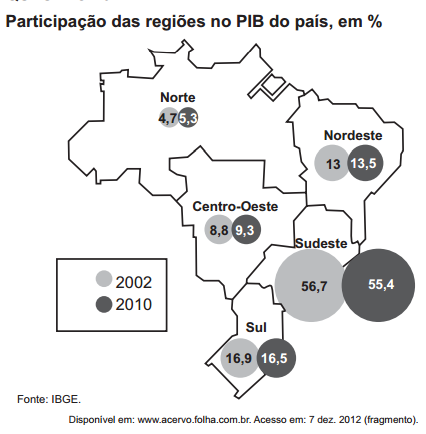 Participação das regiões no PIB do país, em %
Norte
4,7 5,3
Nordeste
13 13,5
Centro-Oeste
8,8 9,3
Sudeste
56,7 55,4
2002
2010
Sul
16,9 16,5
Fonte: IBGE.
Disponível em: www.acervo.folha.com.br. Acesso em: 7 dez. 2012 (fragmento).